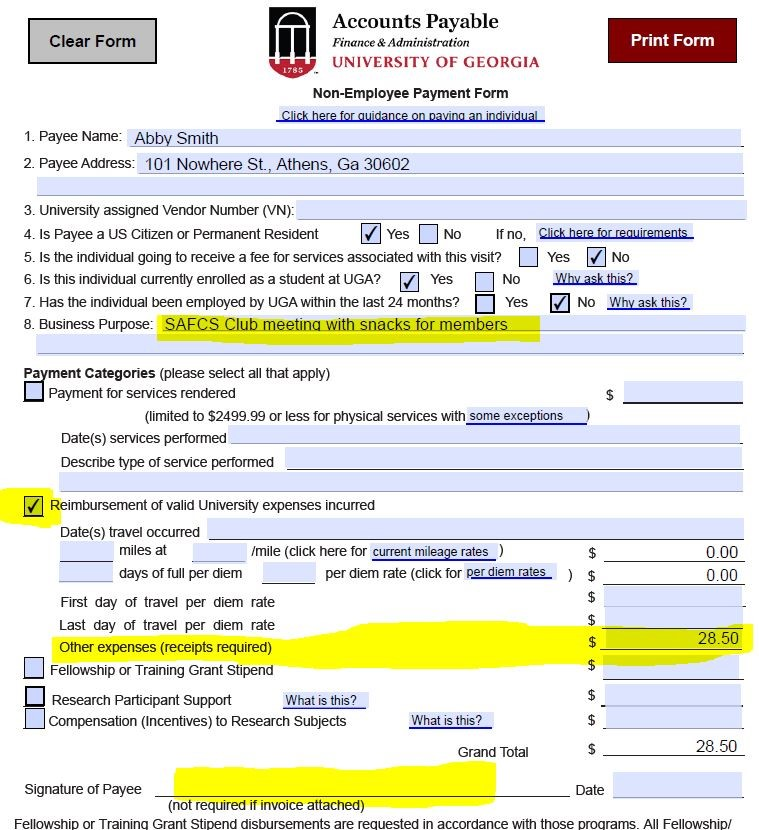 Clear Form
Accounts Payable
Finance & Administration
UNIVERSITY OF GEORGIA
1785
Print Form
Non-Employee Payment Form
Click here for guidance on paying an individual
1. Payee Name: Abby Smith
2. Payee Address: 101 Nowhere St., Athens, Ga 30602
3. University assigned Vendor Number (VN):
4. Is Payee a US Citizen or Permanent Resident ✓ Yes No If no, Click here for requirements
5. Is the individual going to receive a fee for services associated with this visit? Yes ✓ No
6. Is this individual currently enrolled as a student at UGA? ✓ Yes No Why ask this?
7. Has the individual been employed by UGA within the last 24 months? Yes ✓ No Why ask this?
8. Business Purpose: SAFCS Club meeting with snacks for members
Payment Categories (please select all that apply)
Payment for services rendered $
(limited to $2499.99 or less for physical services with some exceptions )
Date(s) services performed
Describe type of service performed
✓ Reimbursement of valid University expenses incurred
Date(s) travel occurred
miles at /mile (click here for current mileage rates ) $ 0.00
days of full per diem per diem rate (click for per diem rates ) $ 0.00
First day of travel per diem rate $
Last day of travel per diem rate $
Other expenses (receipts required) $ 28.50
Fellowship or Training Grant Stipend $
Research Participant Support What is this? $
Compensation (Incentives) to Research Subjects What is this? $
Grand Total $ 28.50
Signature of Payee Date
(not required if invoice attached)
Fellowship or Training Grant Stipend disbursements are requested in accordance with those programs. All Fellowship/